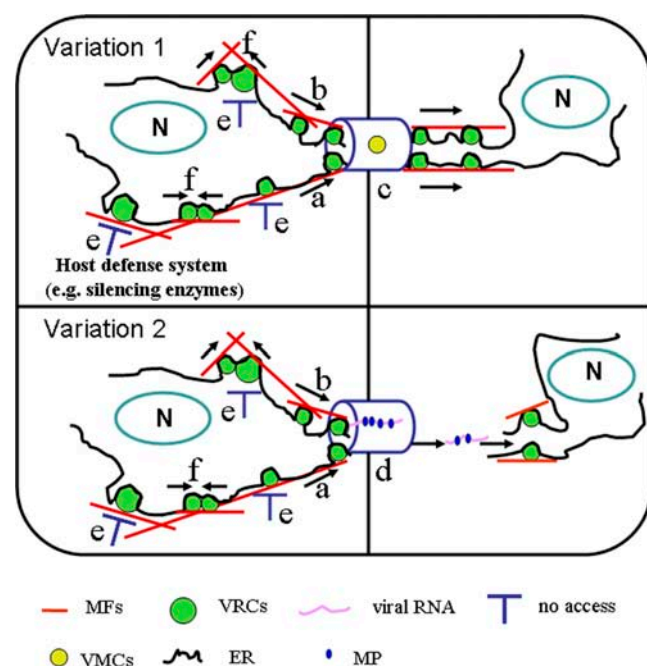 Variation 1
f
b
N
N
e
f
a
c
e
e
Host defense system
(e.g. silencing enzymes)
Variation 2
b
N
N
e
f
a
d
e
e
MFs
VRCs
viral RNA
no access
VMCs
ER
MP